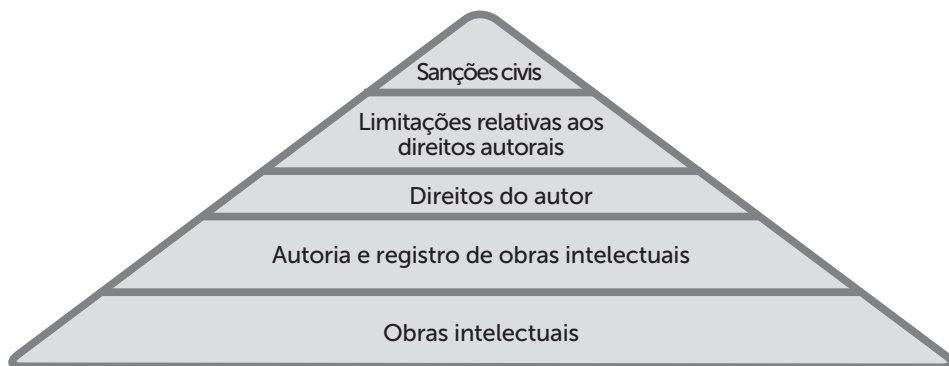 Sanções civis
Limitações relativas aos
direitos autorais
Direitos do autor
Autoria e registro de obras intelectuais
Obras intelectuais